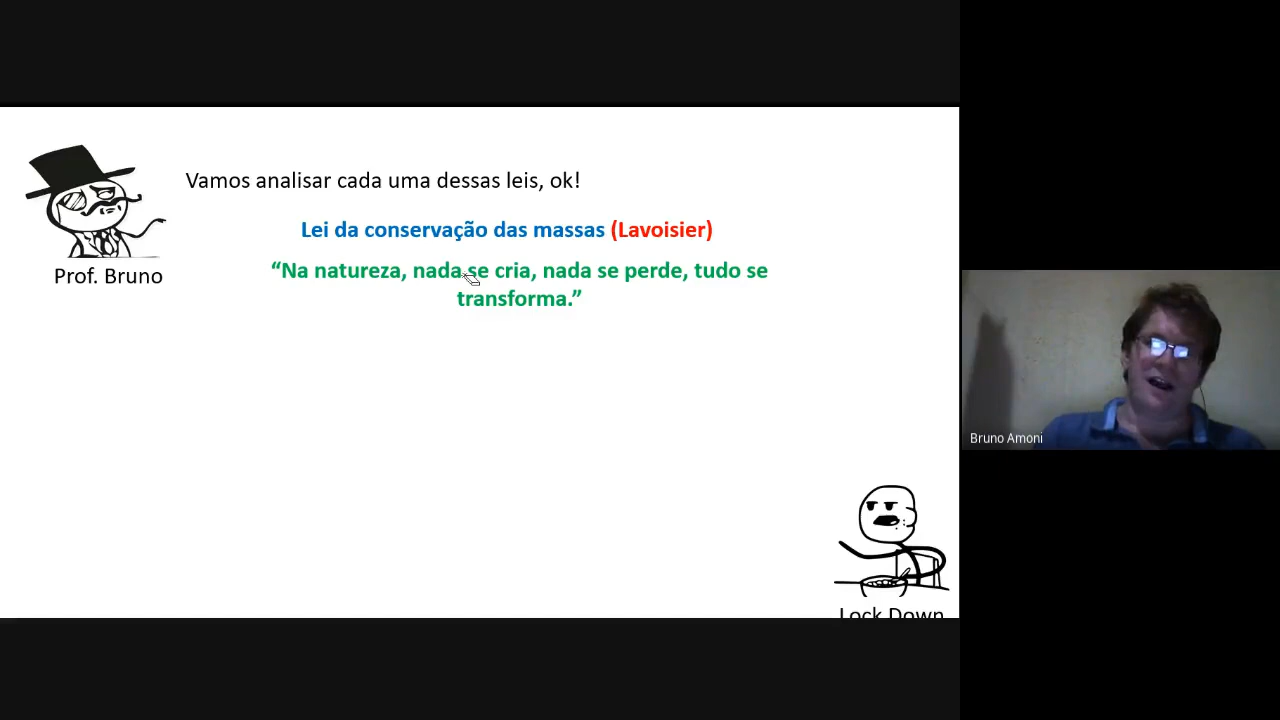 Vamos analisar cada uma dessas leis, ok!
Lei da conservação das massas (Lavoisier)
“Na natureza, nada se cria, nada se perde, tudo se
transforma.”
Prof. Bruno
Bruno Amoni
Lock Down